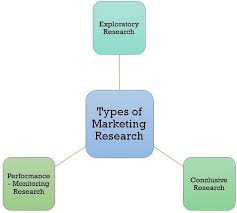 Exploratory
Research
Types of
Marketing
Research
Performance
- Monitoring
Research
Conclusive
Research